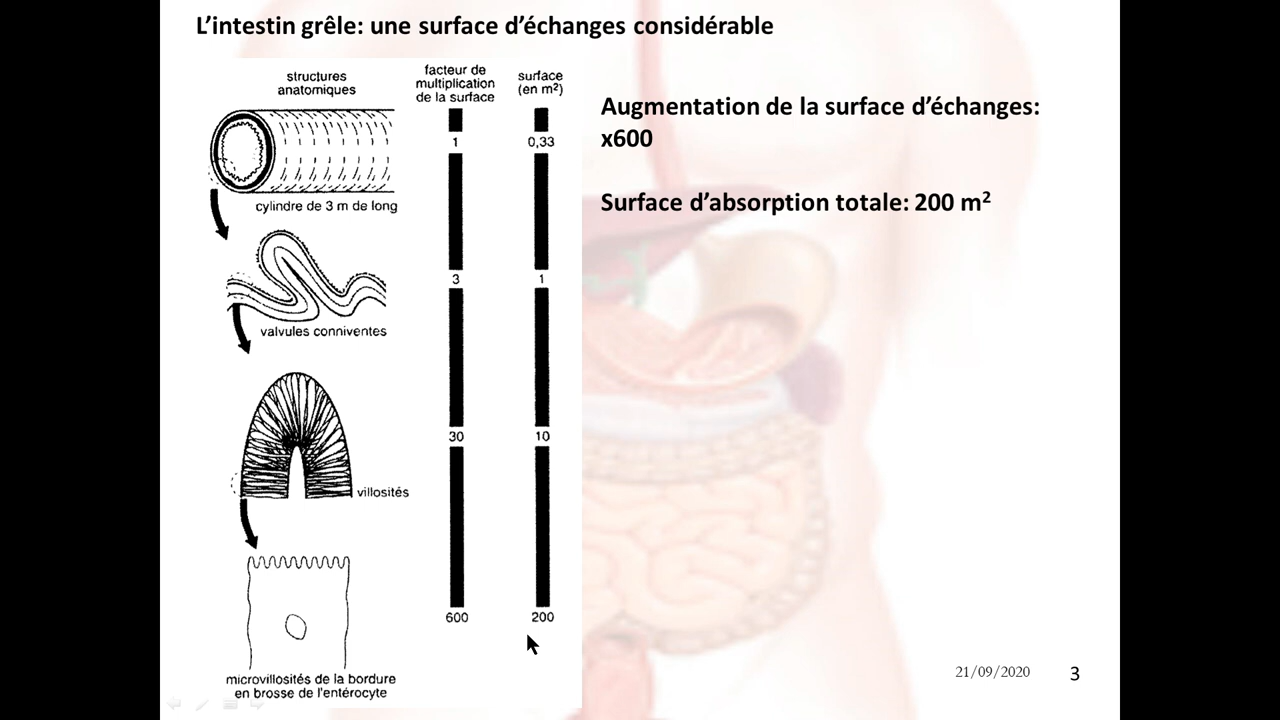 L’intestin grêle: une surface d’échanges considérable
structures
anatomiques
facteur de
multiplication
de la surface
surface
(en m²)
1
0,33
cylindre de 3 m de long
3
1
valvules conniventes
30
10
villosités
600
200
microvillosités de la bordure
en brosse de l'entérocyte
Augmentation de la surface d’échanges:
x600
Surface d’absorption totale: 200 m²
21/09/2020
3